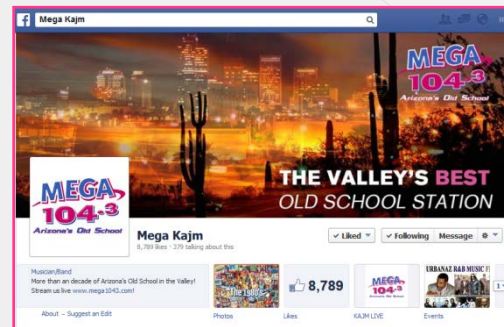 Mega Kajm
MEGA
104.3
Arizona's Old School
THE VALLEY'S BEST
OLD SCHOOL STATION
MEGA
104.3
Arizona's Old School
Mega Kajm
8,789 likes · 379 talking about this
Liked
Following
Message
Musician/Band
More than an decade of Arizona's Old School in the Valley!
Stream us live www.mega1043.com!
About – Suggest an Edit
The 1980's
Photos
8,789
Likes
MEGA
104.3
KAJM LIVE
URBANAZ R&B MUSIC
Events